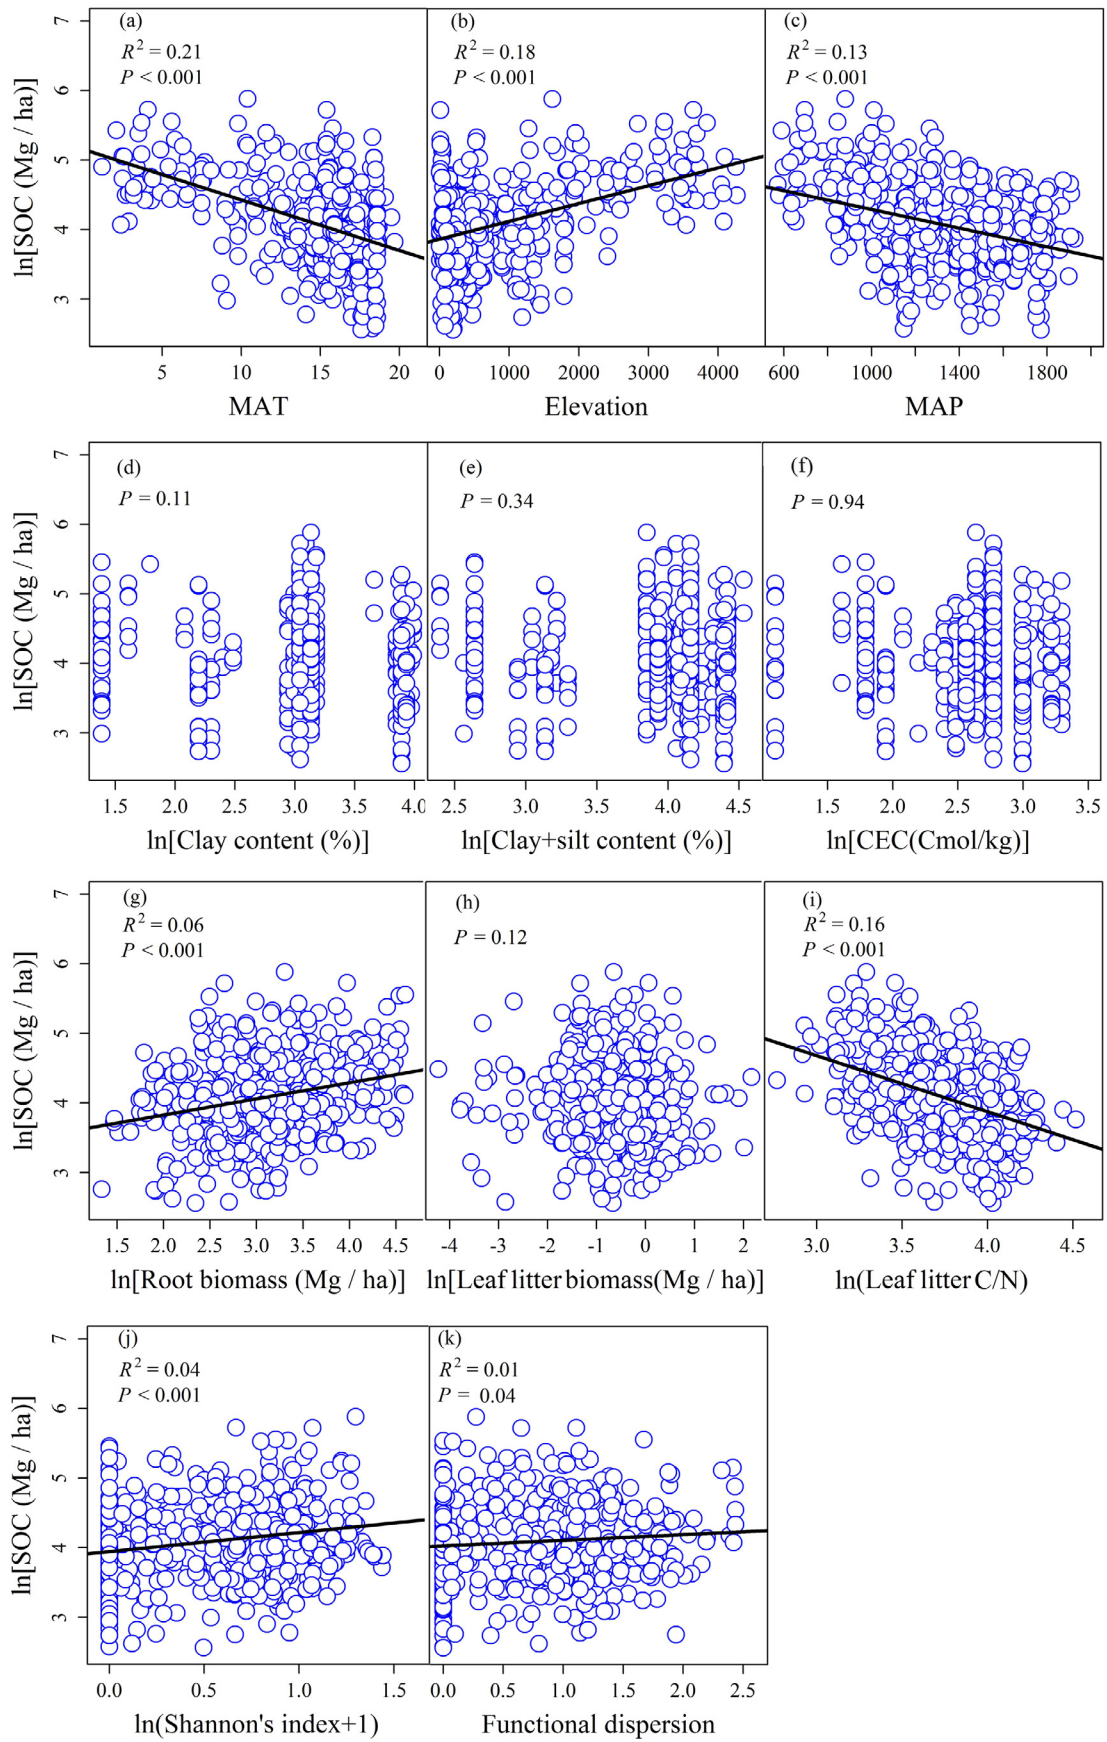 (a)
R² = 0.21
P < 0.001
(b)
R² = 0.18
P < 0.001
(c)
R² = 0.13
P < 0.001
ln[SOC (Mg / ha)]
7
6
5
4
3
5 10 15 20
0 1000 2000 3000 4000
600 1000 1400 1800
MAT
Elevation
MAP
(d)
P = 0.11
(e)
P = 0.34
(f)
P = 0.94
ln[SOC (Mg / ha)]
7
6
5
4
3
1.5 2.0 2.5 3.0 3.5 4.0
2.5 3.0 3.5 4.0 4.5
1.5 2.0 2.5 3.0 3.5
ln[Clay content (%)]
ln[Clay+silt content (%)]
ln[CEC(Cmol/kg)]
(g)
R² = 0.06
P < 0.001
(h)
P = 0.12
(i)
R² = 0.16
P < 0.001
ln[SOC (Mg / ha)]
7
6
5
4
3
1.5 2.0 2.5 3.0 3.5 4.0 4.5
-4 -3 -2 -1 0 1 2
3.0 3.5 4.0 4.5
ln[Root biomass (Mg / ha)]
ln[Leaf litter biomass(Mg / ha)]
ln(Leaf litter C/N)
(j)
R² = 0.04
P < 0.001
(k)
R² = 0.01
P = 0.04
ln[SOC (Mg / ha)]
7
6
5
4
3
0.0 0.5 1.0 1.5
0.0 0.5 1.0 1.5 2.0 2.5
ln(Shannon's index+1)
Functional dispersion